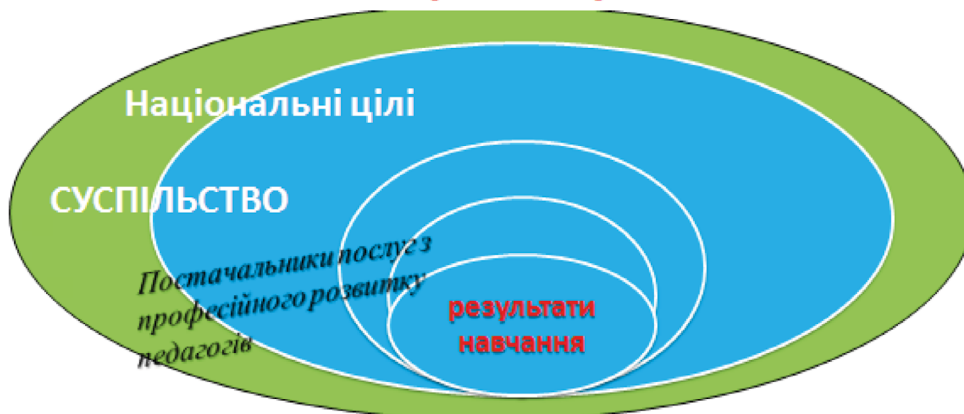 Національні цілі
СУСПІЛЬСТВО
Постачальники послуг з
професійного розвитку
педагогів
результати
навчання